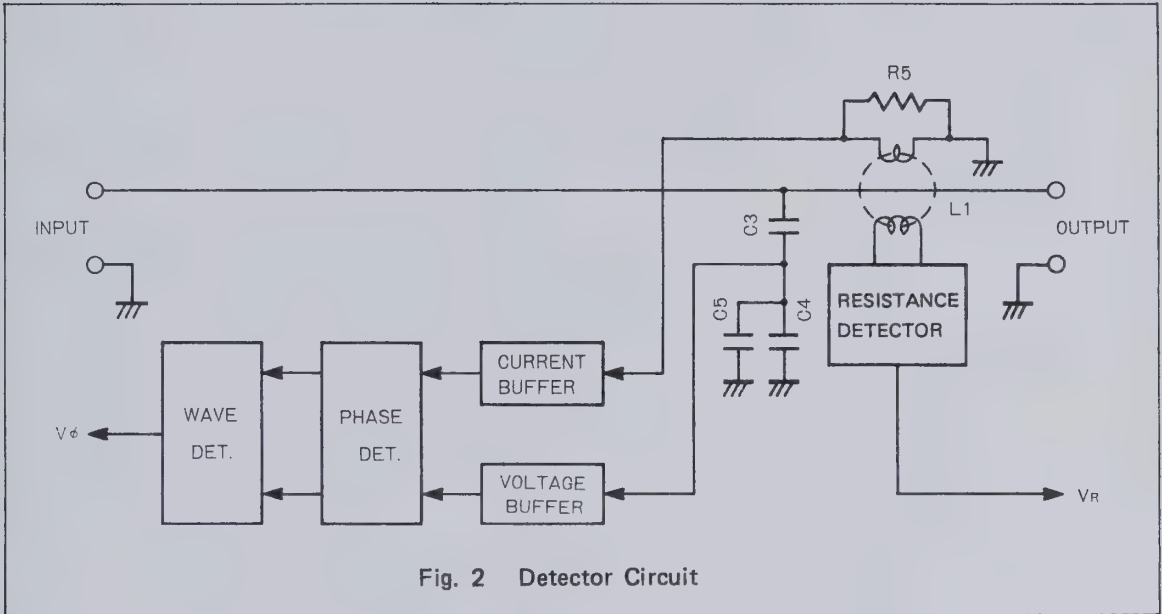 R5
L1
INPUT
C3
OUTPUT
C5
C4
RESISTANCE
DETECTOR
CURRENT
BUFFER
WAVE
DET.
PHASE
DET.
Vφ
VOLTAGE
BUFFER
VR
Fig. 2 Detector Circuit